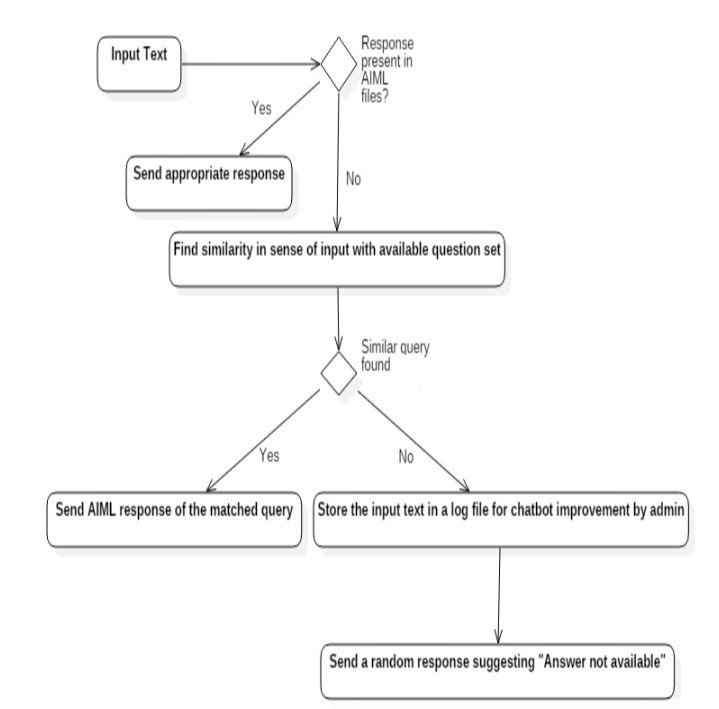 Input Text
Response
present in
AIML
files?
Yes
Send appropriate response
No
Find similarity in sense of input with available question set
Similar query
found
Yes
No
Send AIML response of the matched query
Store the input text in a log file for chatbot improvement by admin
Send a random response suggesting "Answer not available"